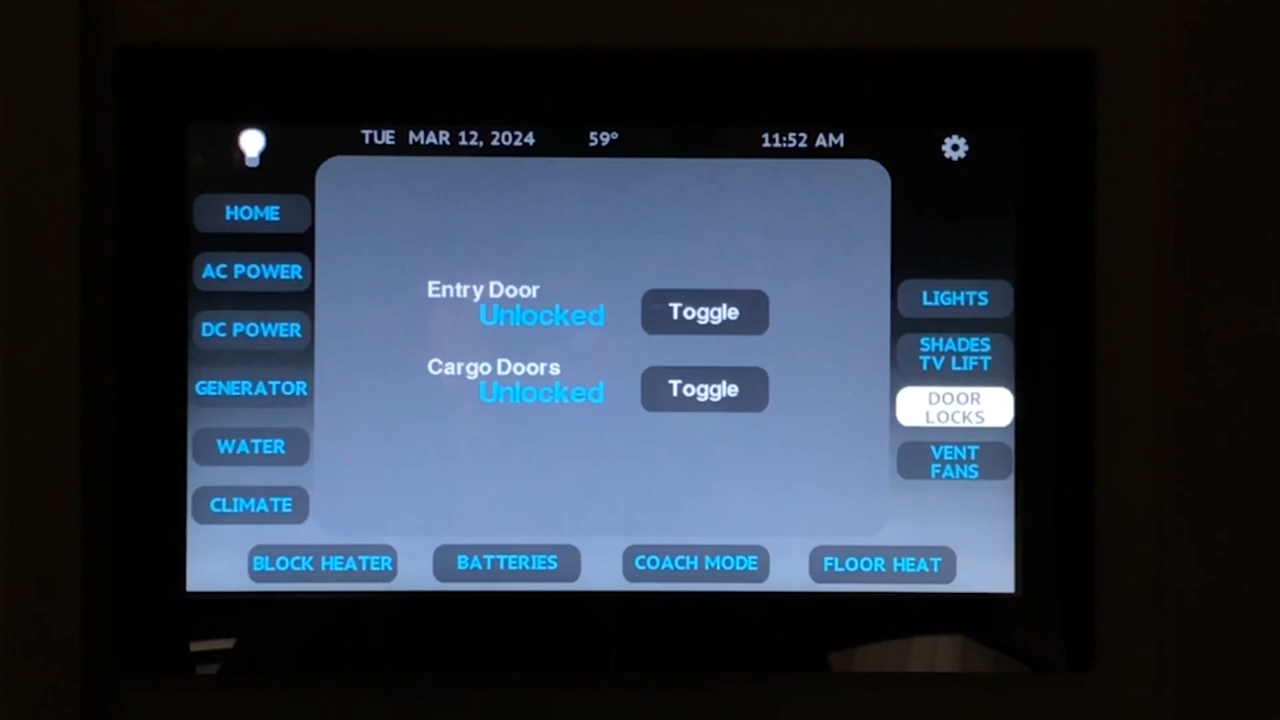 TUE MAR 12, 2024 59° 11:52 AM
HOME
AC POWER
DC POWER
GENERATOR
WATER
CLIMATE
Entry Door
Unlocked
Toggle
Cargo Doors
Unlocked
Toggle
LIGHTS
SHADES
TV LIFT
DOOR
LOCKS
VENT
FANS
BLOCK HEATER
BATTERIES
COACH MODE
FLOOR HEAT